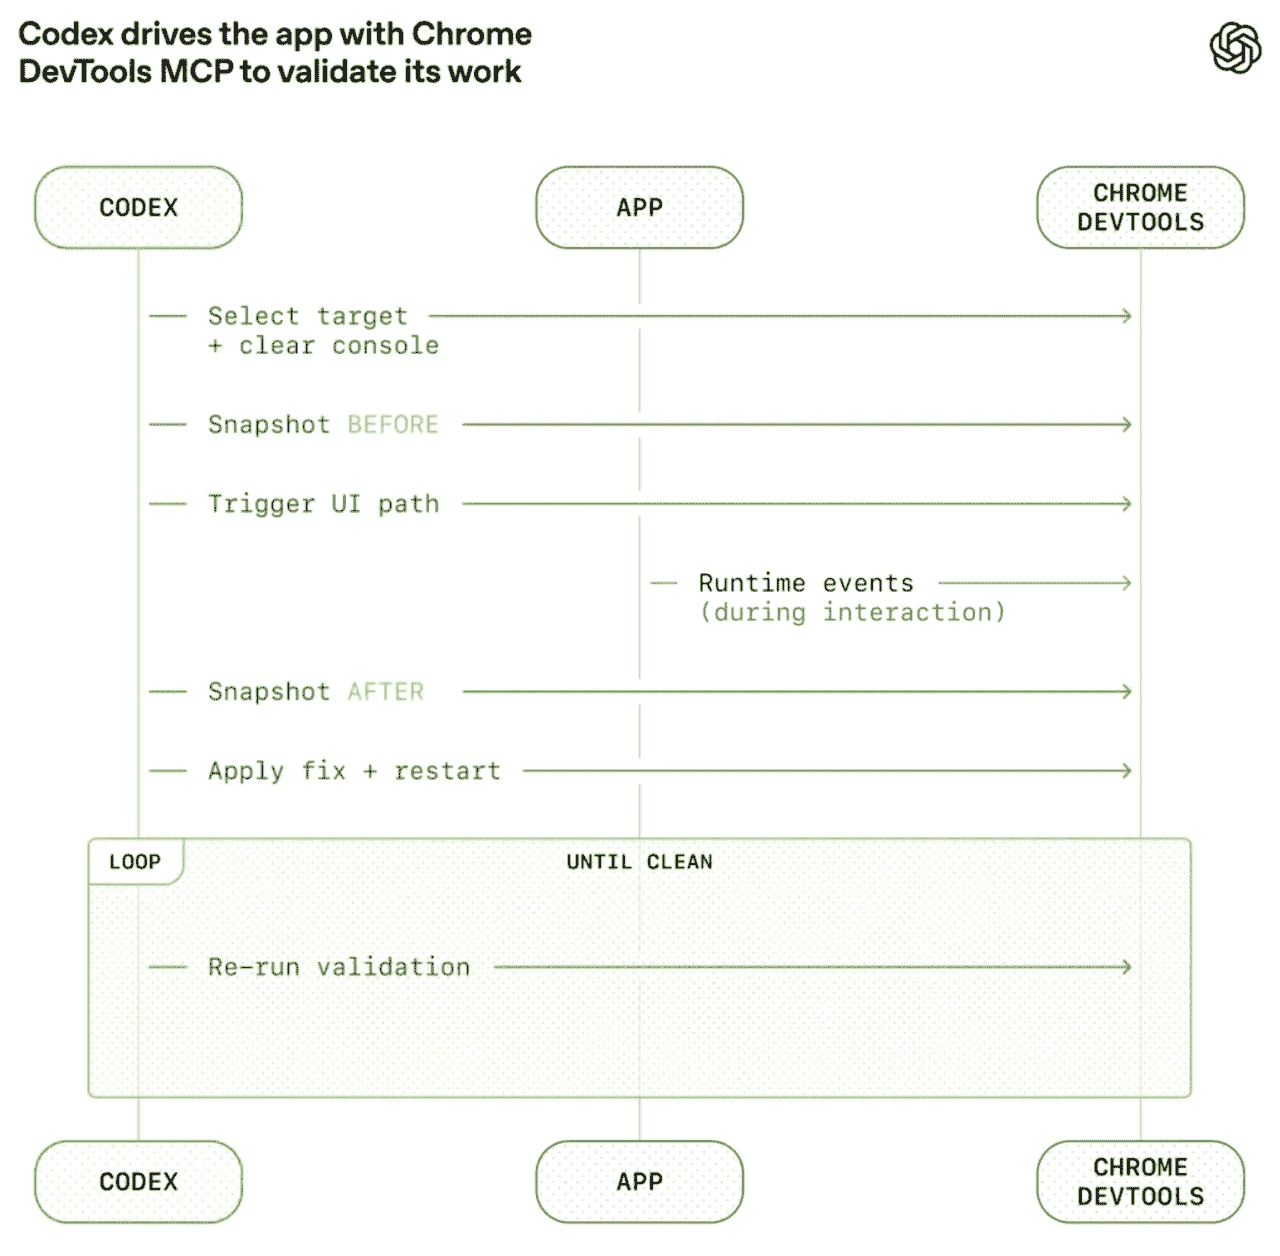 Codex drives the app with Chrome
DevTools MCP to validate its work
CODEX
APP
CHROME
DEVTOOLS
Select target
+ clear console
Snapshot BEFORE
Trigger UI path
Runtime events
(during interaction)
Snapshot AFTER
Apply fix + restart
LOOP
UNTIL CLEAN
Re-run validation
CODEX
APP
CHROME
DEVTOOLS